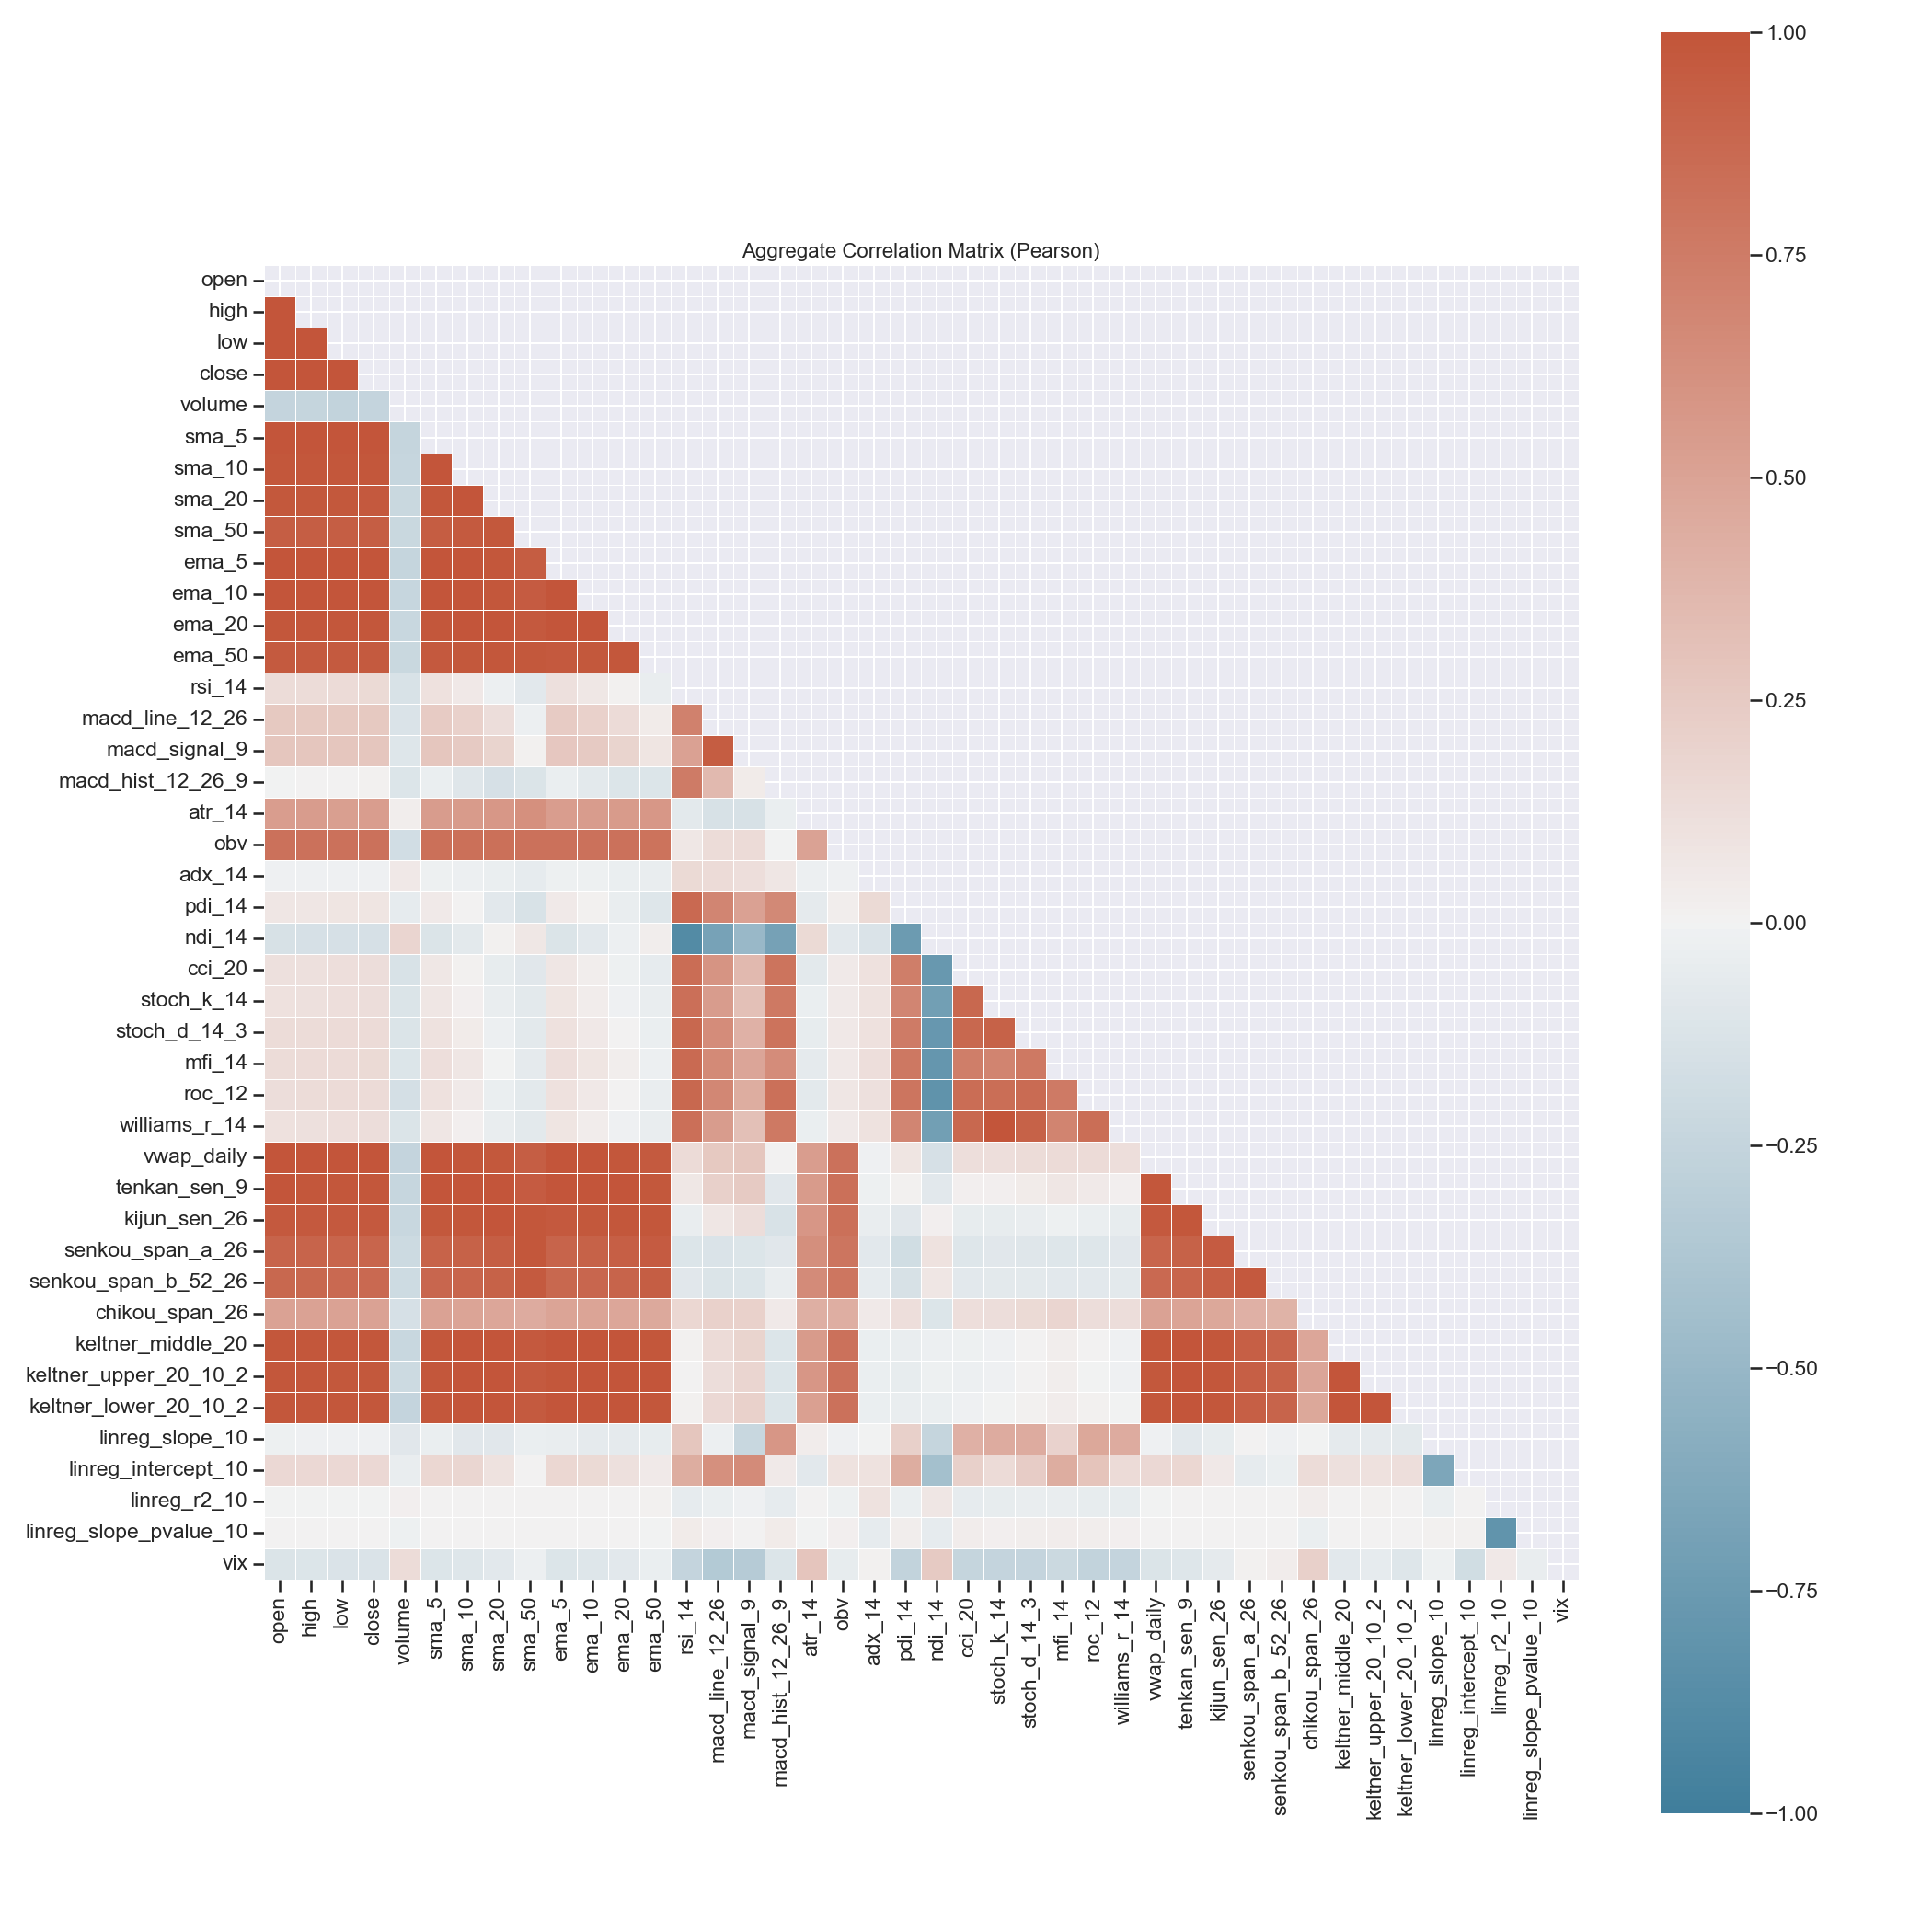 Aggregate Correlation Matrix (Pearson)
open
high
low
close
volume
sma_5
sma_10
sma_20
sma_50
ema_5
ema_10
ema_20
ema_50
rsi_14
macd_line_12_26
macd_signal_9
macd_hist_12_26_9
atr_14
obv
adx_14
pdi_14
ndi_14
cci_20
stoch_k_14
stoch_d_14_3
mfi_14
roc_12
williams_r_14
vwap_daily
tenkan_sen_9
kijun_sen_26
senkou_span_a_26
senkou_span_b_52_26
chikou_span_26
keltner_middle_20
keltner_upper_20_10_2
keltner_lower_20_10_2
linreg_slope_10
linreg_intercept_10
linreg_r2_10
linreg_slope_pvalue_10
vix
open
high
low
close
volume
sma_5
sma_10
sma_20
sma_50
ema_5
ema_10
ema_20
ema_50
rsi_14
macd_line_12_26
macd_signal_9
macd_hist_12_26_9
atr_14
obv
adx_14
pdi_14
ndi_14
cci_20
stoch_k_14
stoch_d_14_3
mfi_14
roc_12
williams_r_14
vwap_daily
tenkan_sen_9
kijun_sen_26
senkou_span_a_26
senkou_span_b_52_26
chikou_span_26
keltner_middle_20
keltner_upper_20_10_2
keltner_lower_20_10_2
linreg_slope_10
linreg_intercept_10
linreg_r2_10
linreg_slope_pvalue_10
vix
1.00
0.75
0.50
0.25
0.00
−0.25
−0.50
−0.75
−1.00